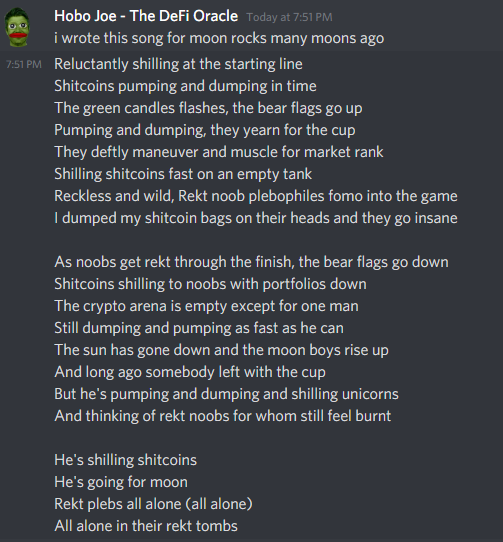 Hobo Joe - The DeFi Oracle Today at 7:51 PM
i wrote this song for moon rocks many moons ago
7:51 PM Reluctantly shilling at the starting line
Shitcoins pumping and dumping in time
The green candles flashes, the bear flags go up
Pumping and dumping, they yearn for the cup
They deftly maneuver and muscle for market rank
Shilling shitcoins fast on an empty tank
Reckless and wild, Rekt noob plebophiles fomo into the game
I dumped my shitcoin bags on their heads and they go insane

As noobs get rekt through the finish, the bear flags go down
Shitcoins shilling to noobs with portfolios down
The crypto arena is empty except for one man
Still dumping and pumping as fast as he can
The sun has gone down and the moon boys rise up
And long ago somebody left with the cup
But he's pumping and dumping and shilling unicorns
And thinking of rekt noobs for whom still feel burnt

He's shilling shitcoins
He's going for moon
Rekt plebs all alone (all alone)
All alone in their rekt tombs